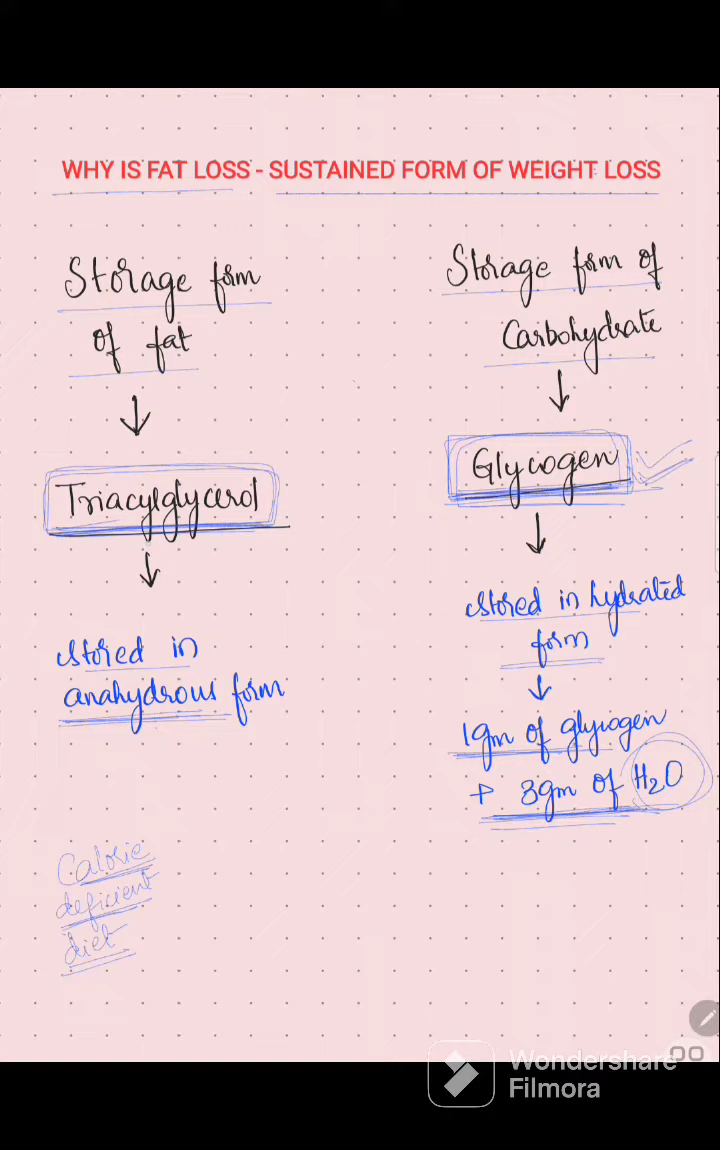 WHY IS FAT LOSS - SUSTAINED FORM OF WEIGHT LOSS
Storage form
of fat
Triacylglycerol
stored in
anahydrous form
Calorie
deficient
diet
Storage form of
Carbohydrate
Glycogen
stored in hydrated
form
1gm of glycogen
+ 3gm of H₂O
Wondershare
Filmora